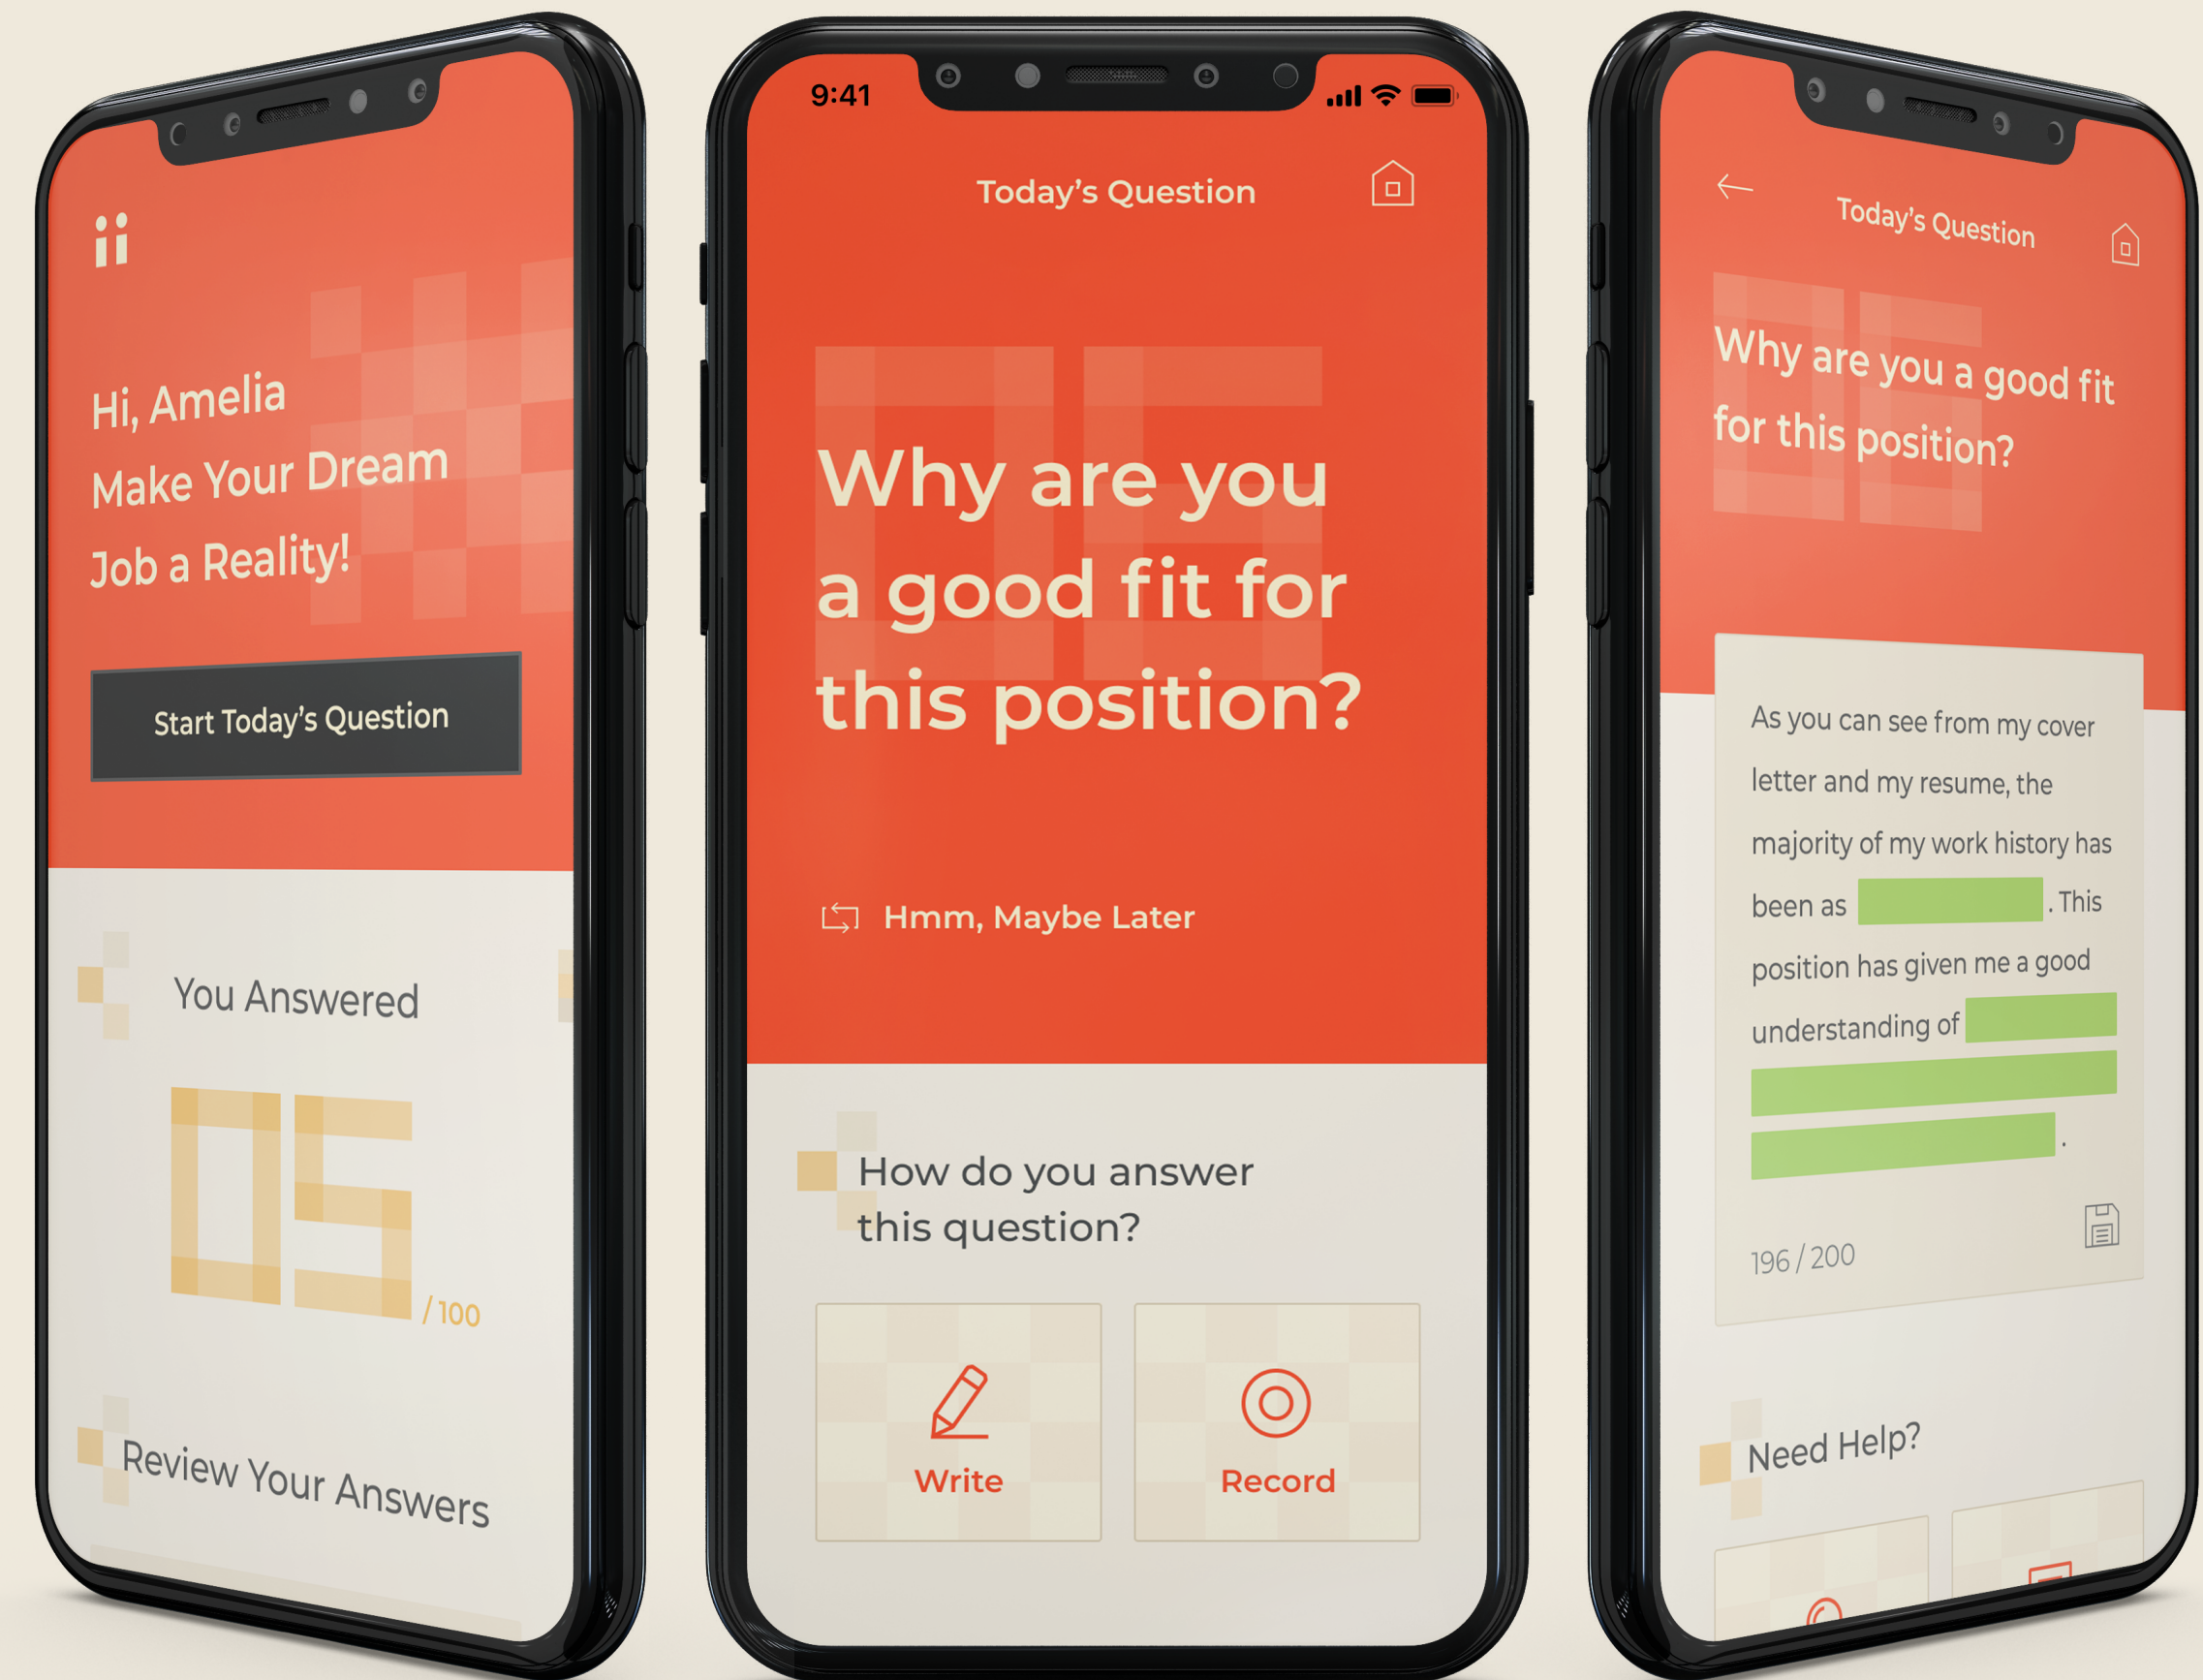 ii
Hi, Amelia
Make Your Dream
Job a Reality!
Start Today's Question
You Answered
05 / 100
Review Your Answers
9:41
Today's Question
05
Why are you
a good fit for
this position?
Hmm, Maybe Later
How do you answer
this question?
Write
Record
Today's Question
05
Why are you a good fit
for this position?
As you can see from my cover
letter and my resume, the
majority of my work history has
been as . This
position has given me a good
understanding of
.
196 / 200
Need Help?